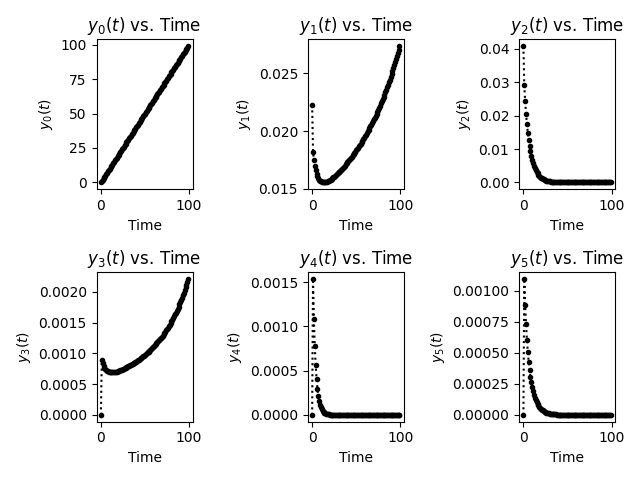 y₀(t) vs. Time
y₀(t)
100
75
50
25
0
0
100
Time
y₁(t) vs. Time
y₁(t)
0.025
0.020
0.015
0
100
Time
y₂(t) vs. Time
y₂(t)
0.04
0.03
0.02
0.01
0.00
0
100
Time
y₃(t) vs. Time
y₃(t)
0.0020
0.0015
0.0010
0.0005
0.0000
0
100
Time
y₄(t) vs. Time
y₄(t)
0.0015
0.0010
0.0005
0.0000
0
100
Time
y₅(t) vs. Time
y₅(t)
0.00100
0.00075
0.00050
0.00025
0.00000
0
100
Time